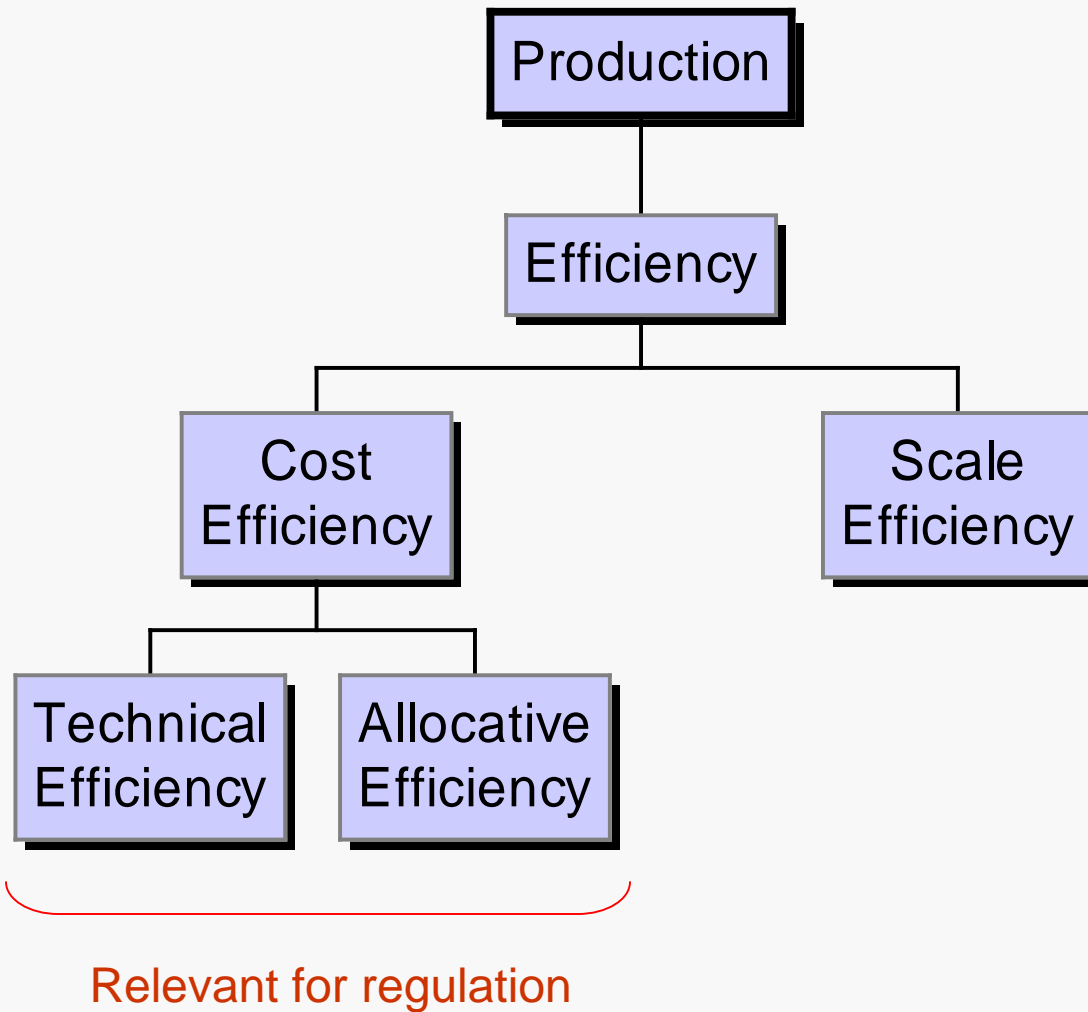 Production
Efficiency
Cost
Efficiency
Scale
Efficiency
Technical
Efficiency
Allocative
Efficiency
Relevant for regulation